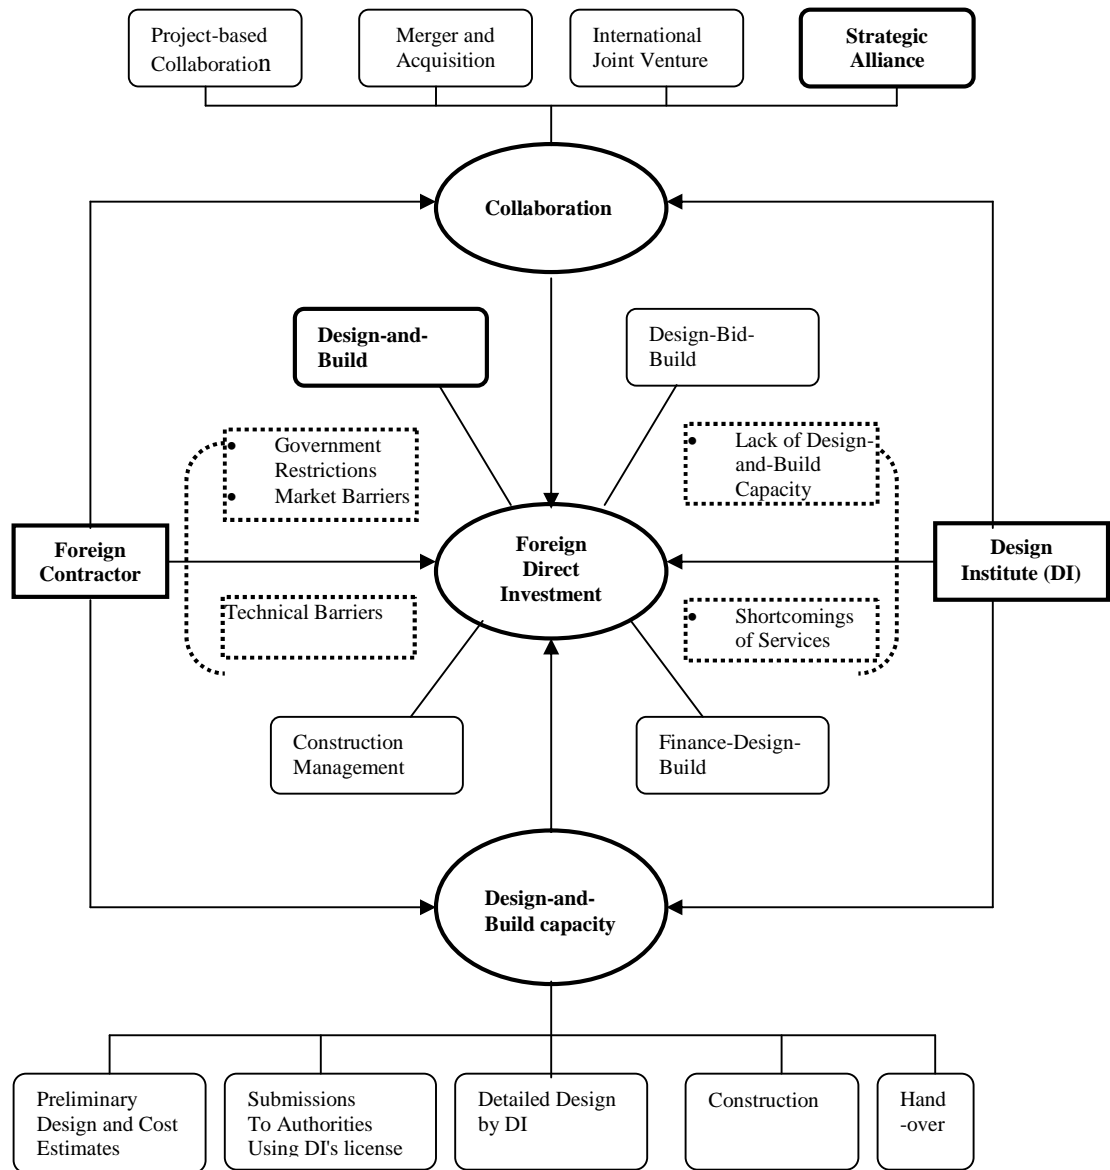 Project-based
Collaboration
Merger and
Acquisition
International
Joint Venture
Strategic
Alliance
Collaboration
Design-and-
Build
Design-Bid-
Build
• Government
Restrictions
• Market Barriers
• Lack of Design-
and-Build
Capacity
Foreign
Contractor
Foreign
Direct
Investment
Design
Institute (DI)
Technical Barriers
• Shortcomings
of Services
Construction
Management
Finance-Design-
Build
Design-and-
Build capacity
Preliminary
Design and Cost
Estimates
Submissions
To Authorities
Using DI's license
Detailed Design
by DI
Construction
Hand
-over